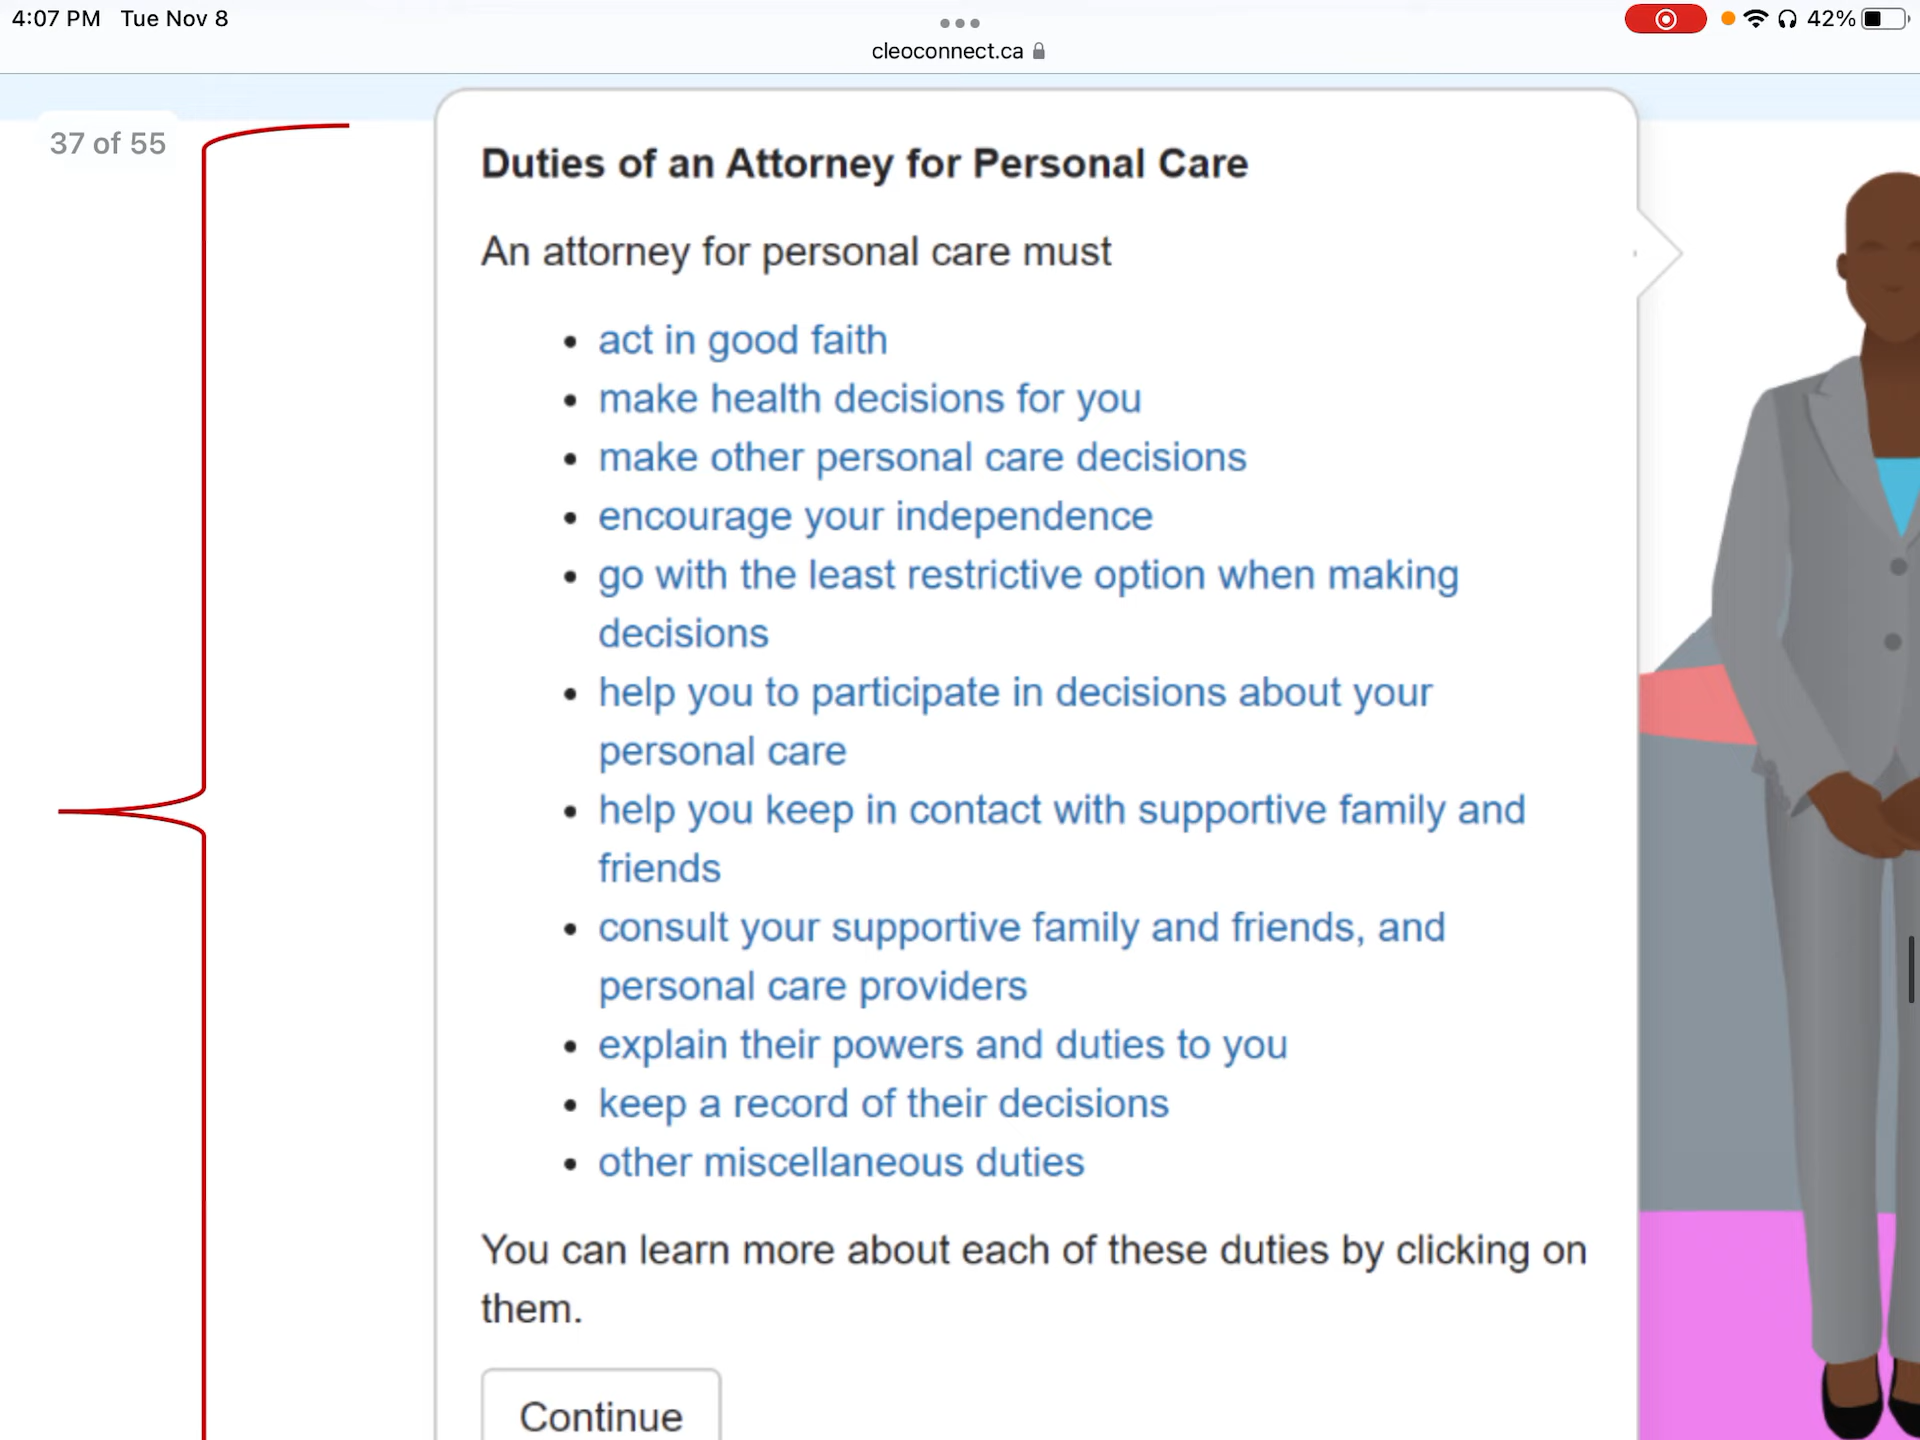 4:07 PM Tue Nov 8
42%
cleoconnect.ca
37 of 55
Duties of an Attorney for Personal Care
An attorney for personal care must
• act in good faith
• make health decisions for you
• make other personal care decisions
• encourage your independence
• go with the least restrictive option when making
decisions
• help you to participate in decisions about your
personal care
• help you keep in contact with supportive family and
friends
• consult your supportive family and friends, and
personal care providers
• explain their powers and duties to you
• keep a record of their decisions
• other miscellaneous duties
You can learn more about each of these duties by clicking on
them.
Continue